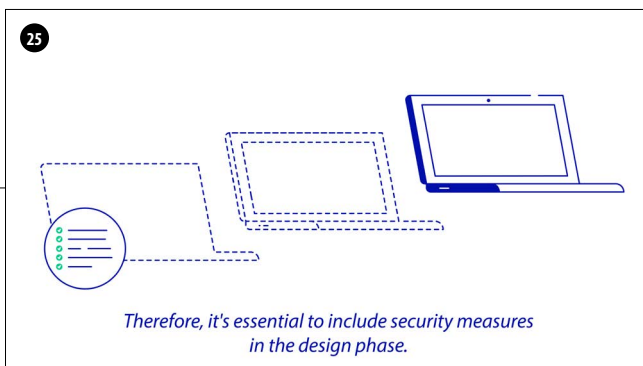 25
Therefore, it's essential to include security measures
in the design phase.